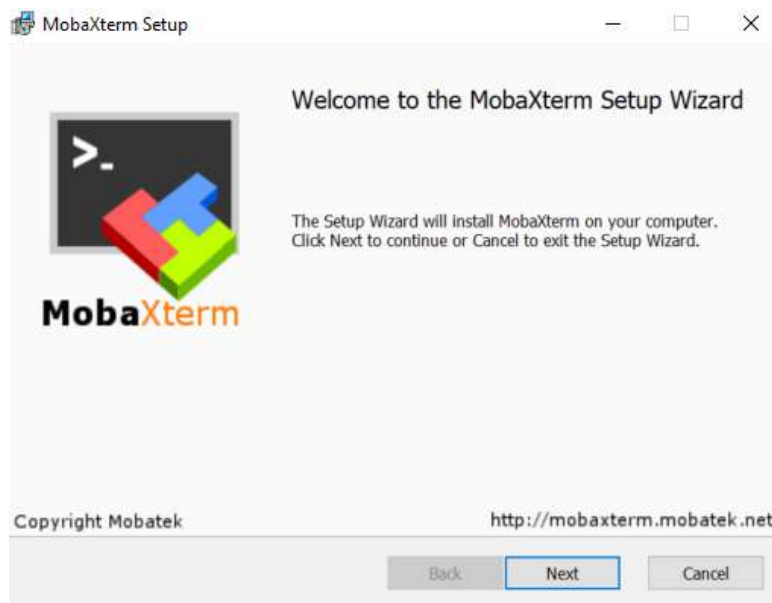 MobaXterm Setup
Welcome to the MobaXterm Setup Wizard
>_
The Setup Wizard will install MobaXterm on your computer.
Click Next to continue or Cancel to exit the Setup Wizard.
MobaXterm
Copyright Mobatek
http://mobaxterm.mobatek.net
Back
Next
Cancel